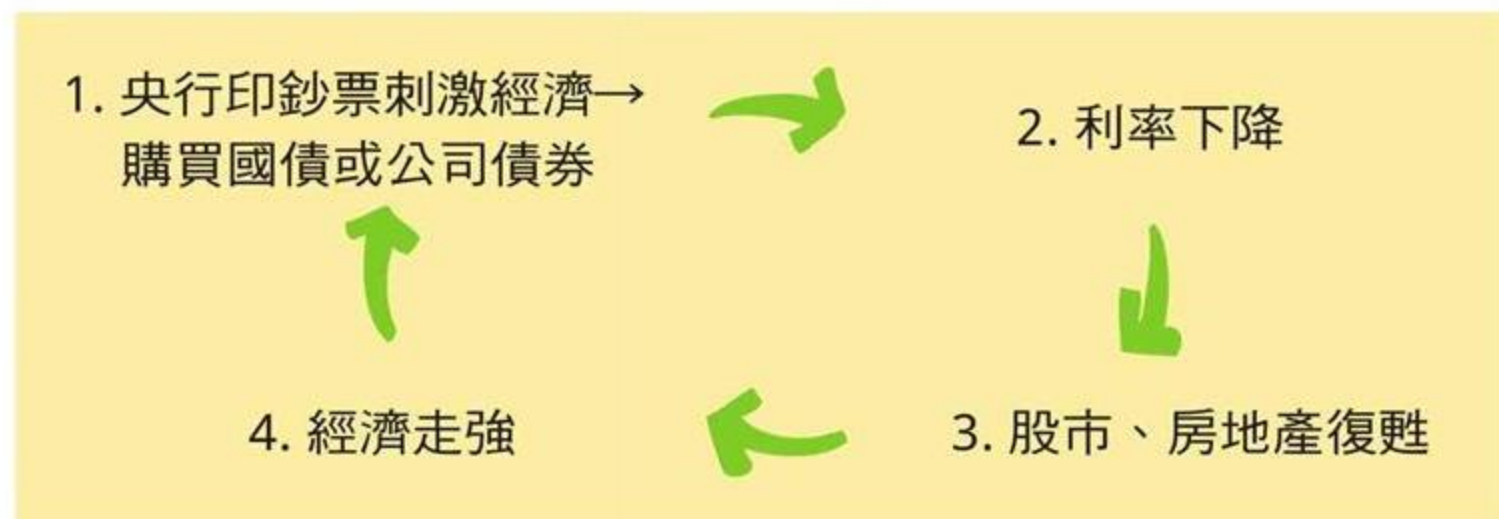 1. 央行印鈔票刺激經濟→
購買國債或公司債券
2. 利率下降
3. 股市、房地產復甦
4. 經濟走強